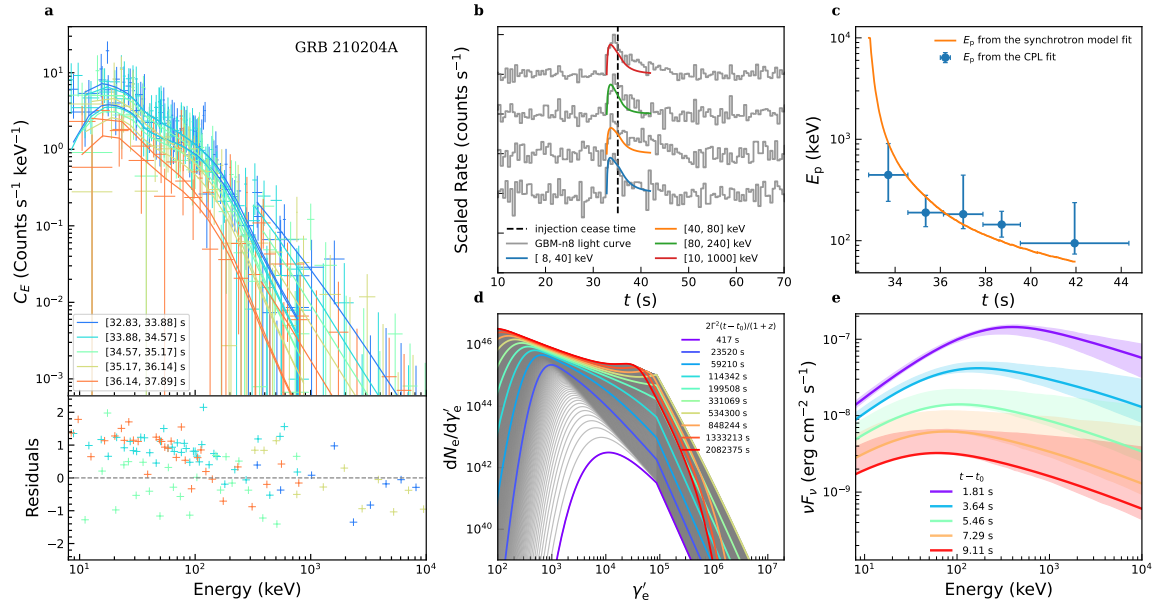 a
GRB 210204A
C_E (Counts s⁻¹ keV⁻¹)
10¹
10⁰
10⁻¹
10⁻²
10⁻³
[32.83, 33.88] s
[33.88, 34.57] s
[34.57, 35.17] s
[35.17, 36.14] s
[36.14, 37.89] s
Residuals
2
1
0
−1
−2
10¹ 10² 10³ 10⁴
Energy (keV)
b
Scaled Rate (counts s⁻¹)
injection cease time
GBM-n8 light curve
[ 8, 40] keV
[40, 80] keV
[80, 240] keV
[10, 1000] keV
10 20 30 40 50 60 70
t (s)
c
E_p (keV)
10⁴
10³
10²
E_p from the synchrotron model fit
E_p from the CPL fit
34 36 38 40 42 44
t (s)
d
dN_e/dγ′_e
10⁴⁶
10⁴⁴
10⁴²
10⁴⁰
2Γ²(t − t₀)/(1 + z)
417 s
23520 s
59210 s
114342 s
199508 s
331069 s
534300 s
848244 s
1333213 s
2082375 s
10² 10³ 10⁴ 10⁵ 10⁶ 10⁷
γ′_e
e
νF_ν (erg cm⁻² s⁻¹)
10⁻⁷
10⁻⁸
10⁻⁹
t − t₀
1.81 s
3.64 s
5.46 s
7.29 s
9.11 s
10¹ 10² 10³ 10⁴
Energy (keV)